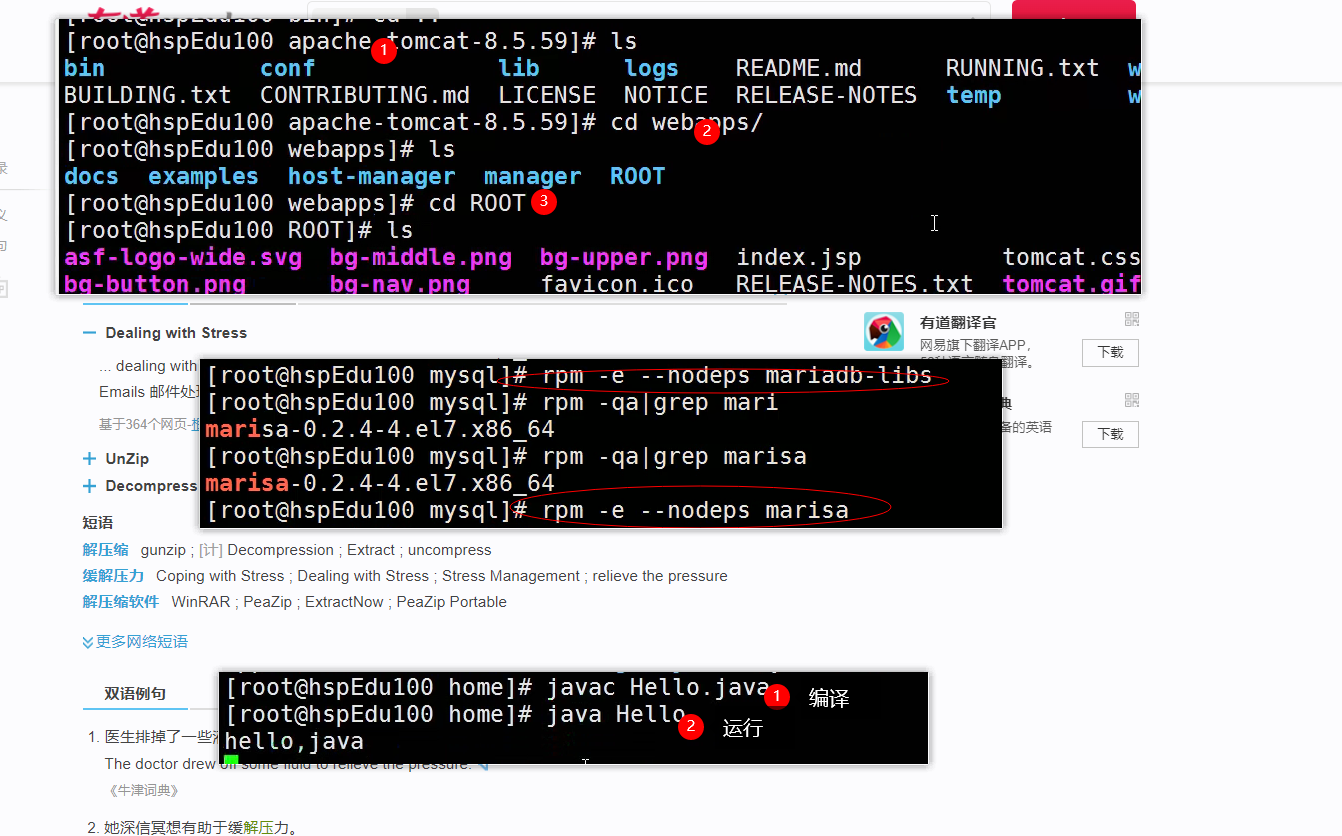 [root@hspEdu100 bin]# cd ..
[root@hspEdu100 apache-tomcat-8.5.59]# ls
1
bin conf lib logs README.md RUNNING.txt w
BUILDING.txt CONTRIBUTING.md LICENSE NOTICE RELEASE-NOTES temp w
[root@hspEdu100 apache-tomcat-8.5.59]# cd webapps/
2
[root@hspEdu100 webapps]# ls
docs examples host-manager manager ROOT
[root@hspEdu100 webapps]# cd ROOT 3
[root@hspEdu100 ROOT]# ls
asf-logo-wide.svg bg-middle.png bg-upper.png index.jsp tomcat.css
bg-button.png bg-nav.png favicon.ico RELEASE-NOTES.txt tomcat.gif
Dealing with Stress
... dealing with
Emails 邮件处理
基于364个网页-
有道翻译官
网易旗下翻译APP，
翻译。
下载
典
备的英语
下载
[root@hspEdu100 mysql]# rpm -e --nodeps mariadb-libs
[root@hspEdu100 mysql]# rpm -qa|grep mari
marisa-0.2.4-4.el7.x86_64
[root@hspEdu100 mysql]# rpm -qa|grep marisa
marisa-0.2.4-4.el7.x86_64
[root@hspEdu100 mysql]# rpm -e --nodeps marisa
UnZip
Decompress
短语
解压缩 gunzip ; [计] Decompression ; Extract ; uncompress
缓解压力 Coping with Stress ; Dealing with Stress ; Stress Management ; relieve the pressure
解压缩软件 WinRAR ; PeaZip ; ExtractNow ; PeaZip Portable
更多网络短语
双语例句
[root@hspEdu100 home]# javac Hello.java 1 编译
[root@hspEdu100 home]# java Hello 2 运行
hello,java
1. 医生排掉了一些
The doctor drew off some fluid to relieve the pressure.
《牛津词典》
2. 她深信冥想有助于缓解压力。